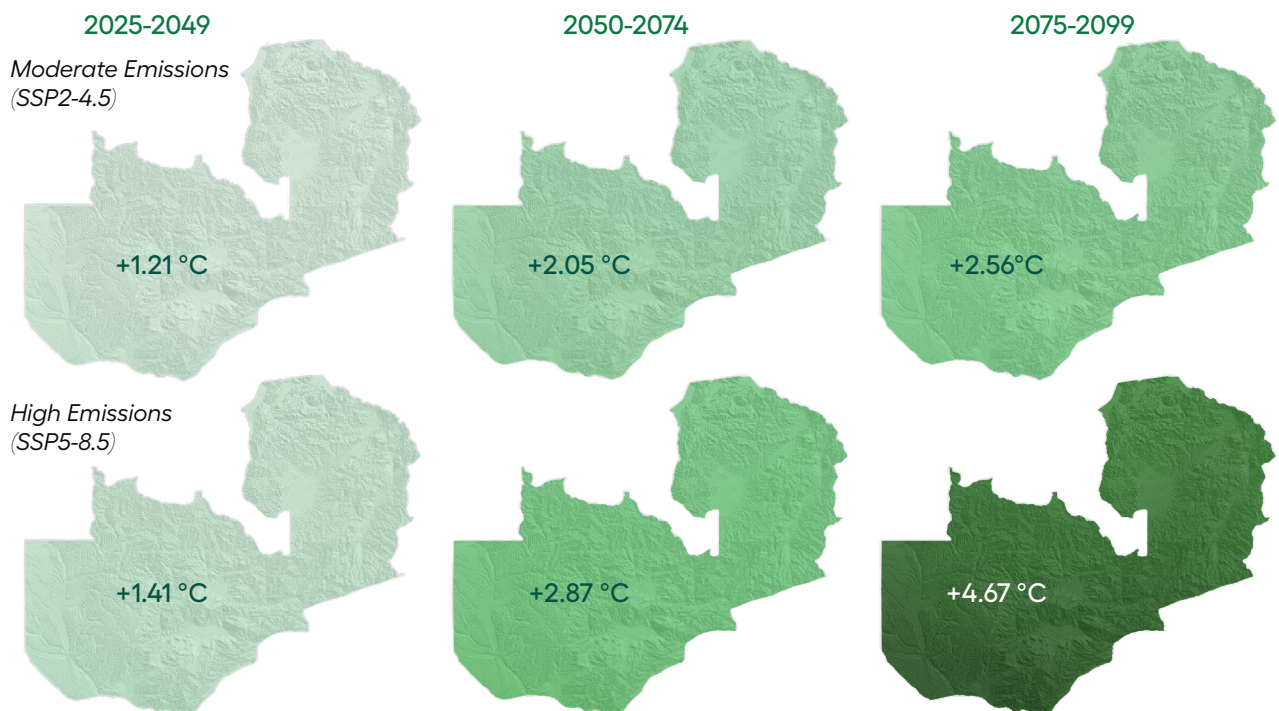 2025-2049
2050-2074
2075-2099
Moderate Emissions
(SSP2-4.5)
+1.21 °C
+2.05 °C
+2.56°C
High Emissions
(SSP5-8.5)
+1.41 °C
+2.87 °C
+4.67 °C